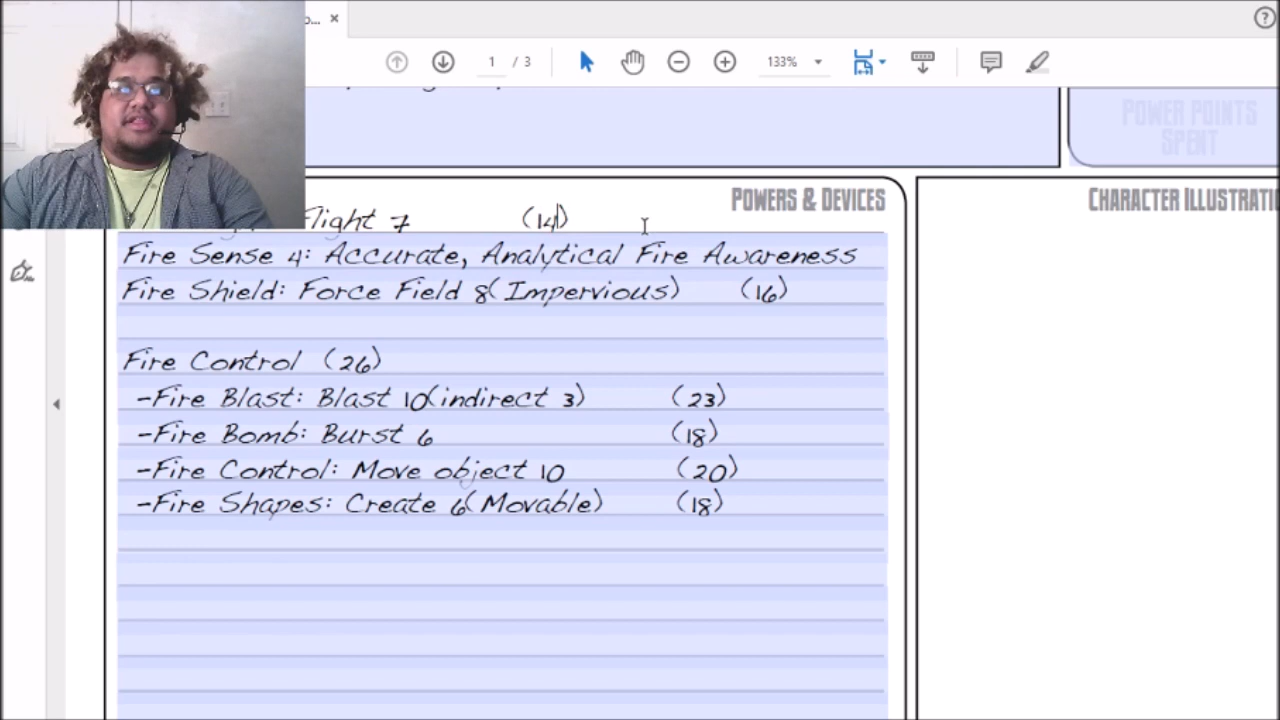 o... ×
1 / 3
133%
POWER POINTS
SPENT
POWERS & DEVICES
CHARACTER ILLUSTRATI
Flight 7 (14)
Fire Sense 4: Accurate, Analytical Fire Awareness
Fire Shield: Force Field 8(Impervious) (16)
Fire Control (26)
-Fire Blast: Blast 10(indirect 3) (23)
-Fire Bomb: Burst 6 (18)
-Fire Control: Move object 10 (20)
-Fire Shapes: Create 6(Movable) (18)